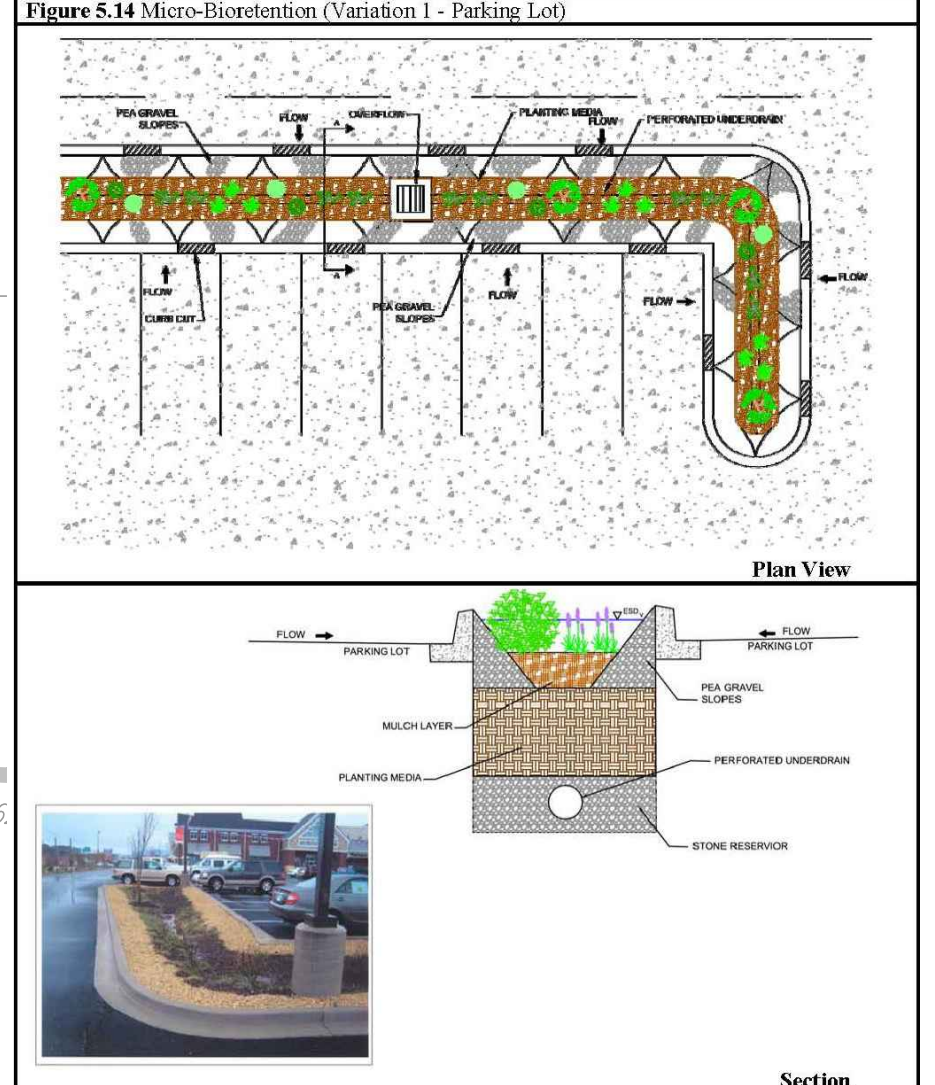 Figure 5.14 Micro-Bioretention (Variation 1 - Parking Lot)
PEA GRAVEL
SLOPES
FLOW
A
OVERFLOW
PLANTING MEDIA
FLOW
PERFORATED UNDERDRAIN
FLOW
CURB CUT
A
PEA GRAVEL
SLOPES
FLOW
FLOW
FLOW
Plan View
ESDv
FLOW
PARKING LOT
FLOW
PARKING LOT
PEA GRAVEL
SLOPES
MULCH LAYER
PERFORATED UNDERDRAIN
PLANTING MEDIA
STONE RESERVIOR
Section